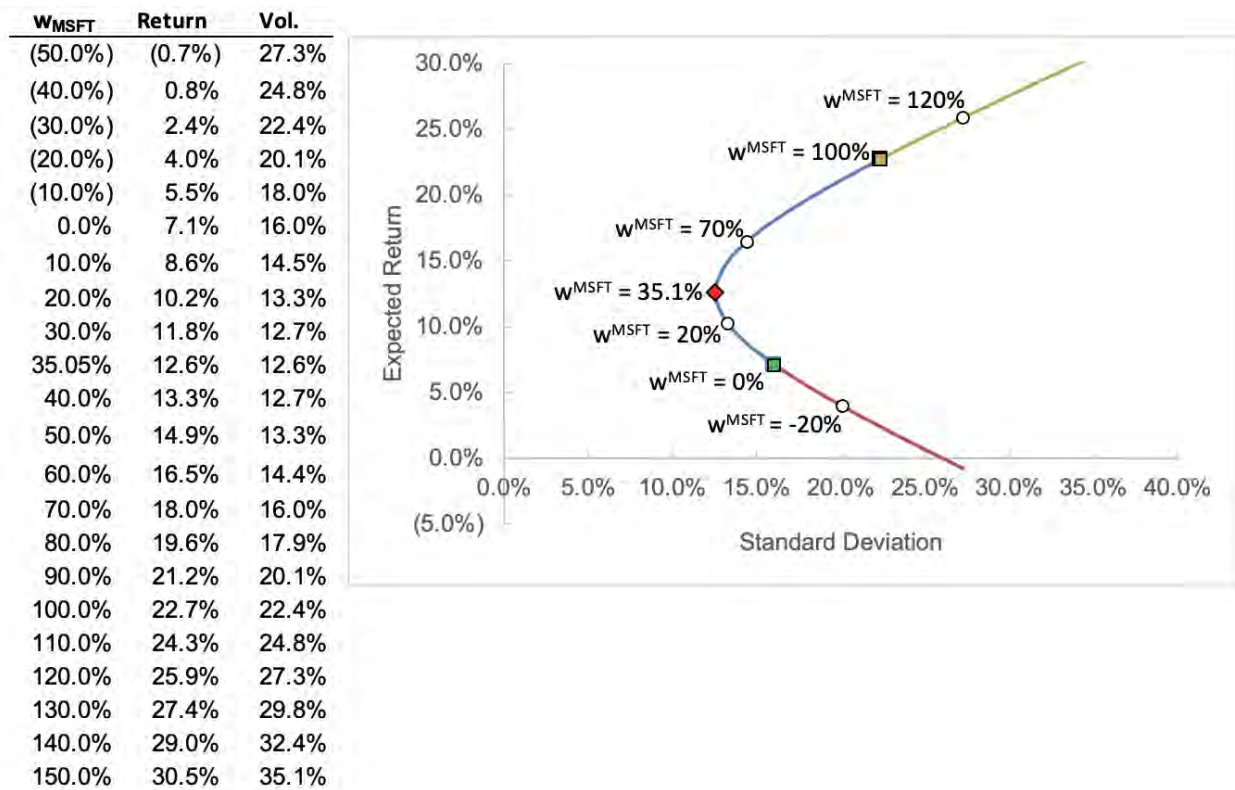 wMSFT Return Vol.
(50.0%) (0.7%) 27.3%
(40.0%) 0.8% 24.8%
(30.0%) 2.4% 22.4%
(20.0%) 4.0% 20.1%
(10.0%) 5.5% 18.0%
0.0% 7.1% 16.0%
10.0% 8.6% 14.5%
20.0% 10.2% 13.3%
30.0% 11.8% 12.7%
35.05% 12.6% 12.6%
40.0% 13.3% 12.7%
50.0% 14.9% 13.3%
60.0% 16.5% 14.4%
70.0% 18.0% 16.0%
80.0% 19.6% 17.9%
90.0% 21.2% 20.1%
100.0% 22.7% 22.4%
110.0% 24.3% 24.8%
120.0% 25.9% 27.3%
130.0% 27.4% 29.8%
140.0% 29.0% 32.4%
150.0% 30.5% 35.1%
Expected Return
30.0%
25.0%
20.0%
15.0%
10.0%
5.0%
0.0%
(5.0%)
wMSFT = 120%
wMSFT = 100%
wMSFT = 70%
wMSFT = 35.1%
wMSFT = 20%
wMSFT = 0%
wMSFT = -20%
0.0% 5.0% 10.0% 15.0% 20.0% 25.0% 30.0% 35.0% 40.0%
Standard Deviation